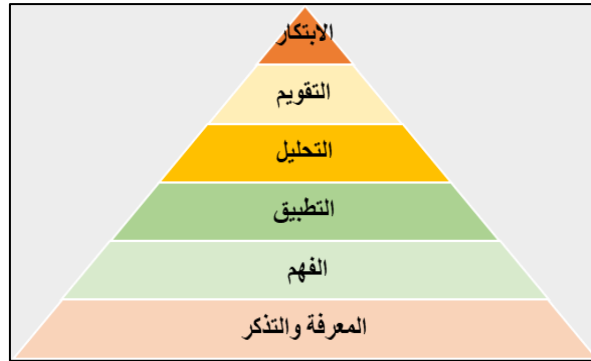 الابتكار
التقويم
التحليل
التطبيق
الفهم
المعرفة والتذكر